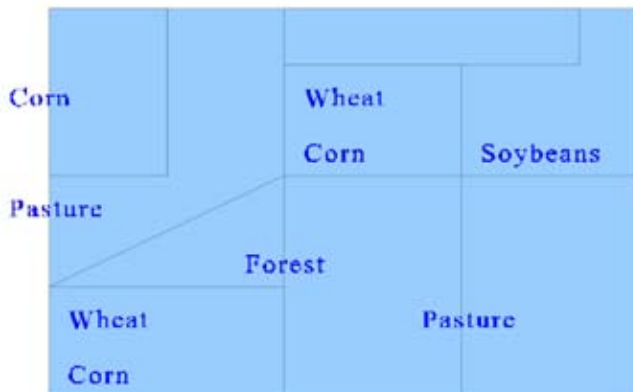 Corn
Wheat
Corn
Soybeans
Pasture
Forest
Wheat
Pasture
Corn